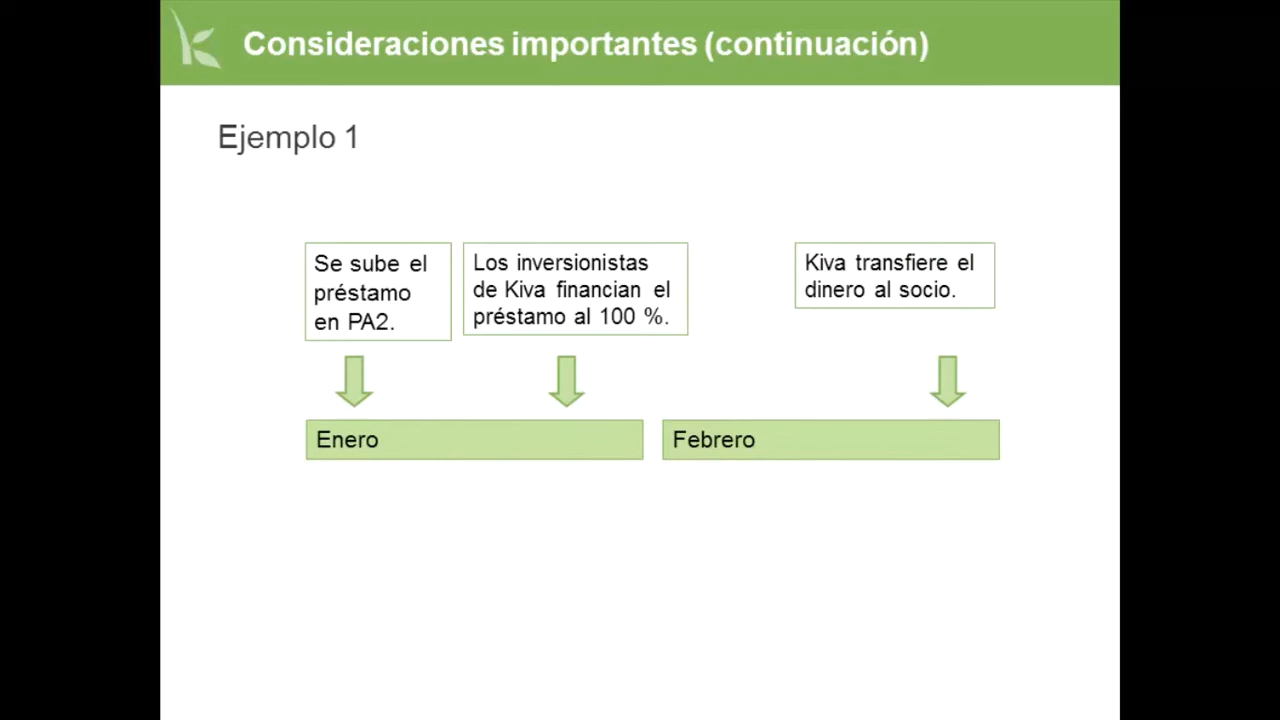 Consideraciones importantes (continuación)
Ejemplo 1
Se sube el
préstamo
en PA2.
Los inversionistas
de Kiva financian el
préstamo al 100 %.
Kiva transfiere el
dinero al socio.
Enero
Febrero